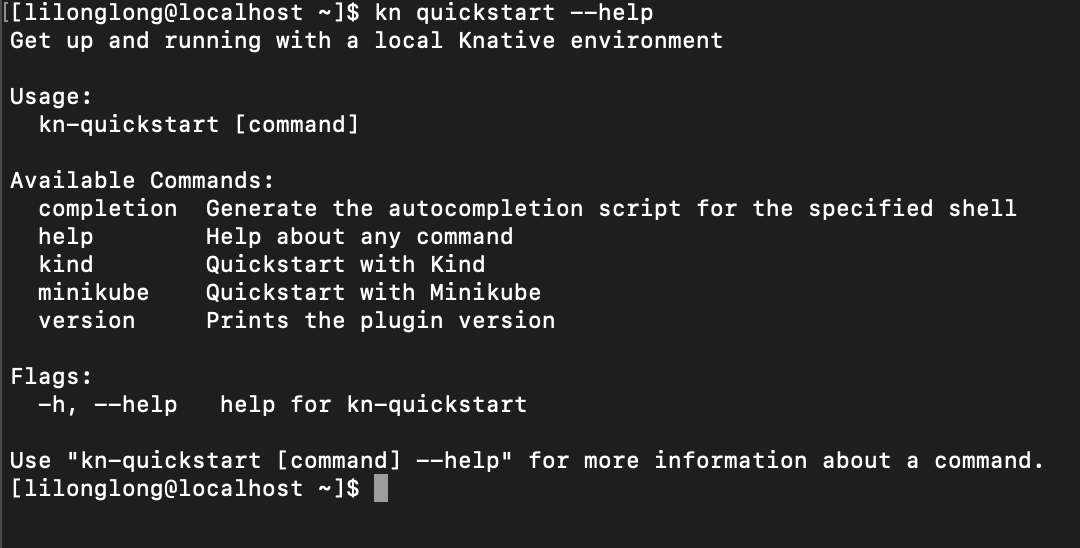 [[lilonglong@localhost ~]$ kn quickstart --help
Get up and running with a local Knative environment
Usage:
  kn-quickstart [command]
Available Commands:
  completion  Generate the autocompletion script for the specified shell
  help        Help about any command
  kind        Quickstart with Kind
  minikube    Quickstart with Minikube
  version     Prints the plugin version
Flags:
  -h, --help   help for kn-quickstart
Use "kn-quickstart [command] --help" for more information about a command.
[lilonglong@localhost ~]$